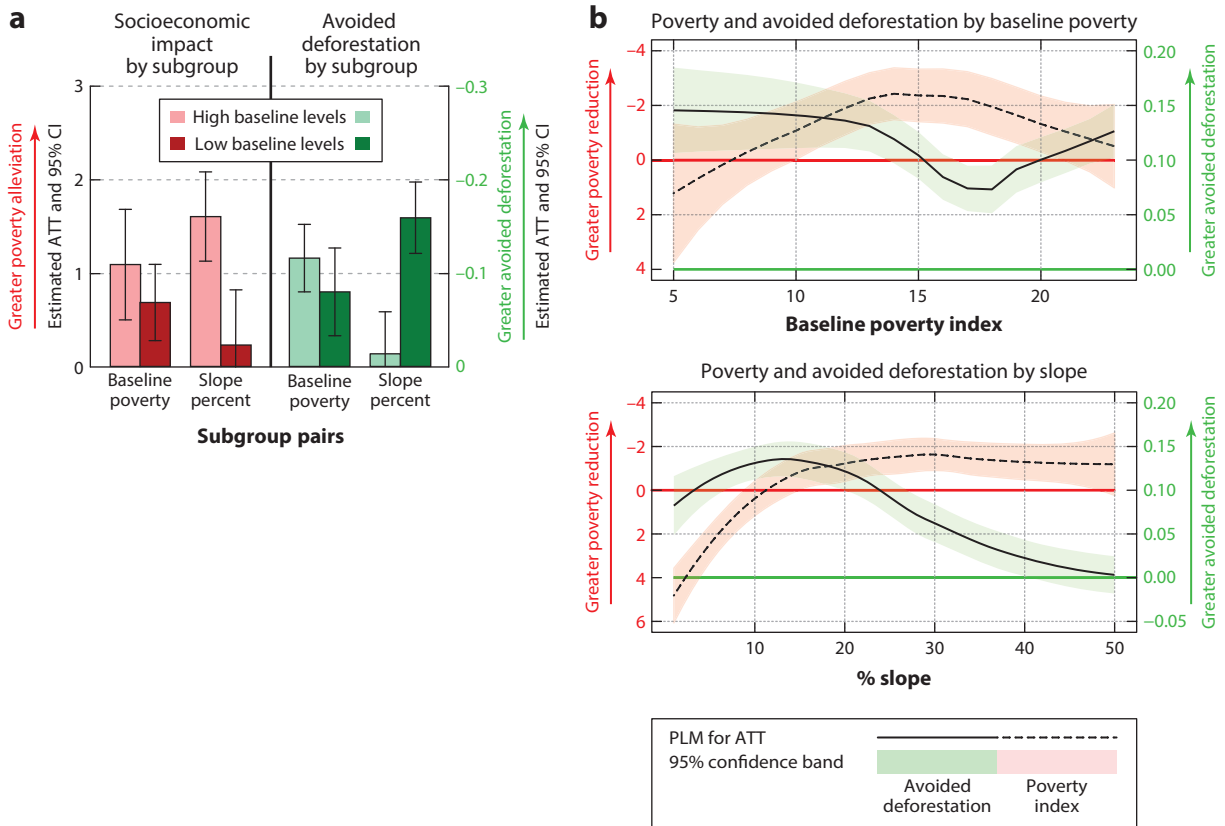 a
Socioeconomic
impact
by subgroup
Avoided
deforestation
by subgroup
Greater poverty alleviation
Estimated ATT and 95% CI
3
2
1
0
High baseline levels
Low baseline levels
−0.3
−0.2
−0.1
0
Greater avoided deforestation
Estimated ATT and 95% CI
Baseline
poverty
Slope
percent
Baseline
poverty
Slope
percent
Subgroup pairs
b
Poverty and avoided deforestation by baseline poverty
Greater poverty reduction
−4
−2
0
2
4
0.20
0.15
0.10
0.05
0.00
Greater avoided deforestation
5
10
15
20
Baseline poverty index
Poverty and avoided deforestation by slope
Greater poverty reduction
−4
−2
0
2
4
6
0.20
0.15
0.10
0.05
0.00
−0.05
Greater avoided deforestation
10
20
30
40
50
% slope
PLM for ATT
95% confidence band
Avoided
deforestation
Poverty
index